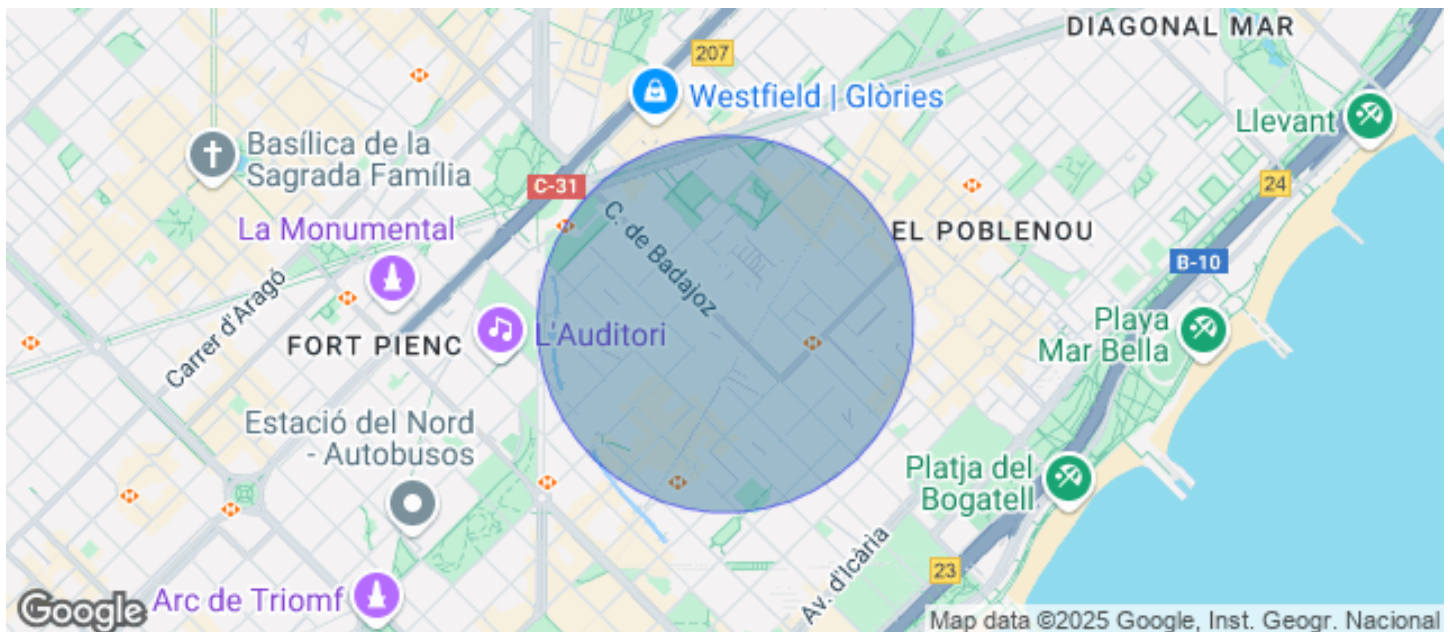 DIAGONAL MAR
207
Westfield | Glòries
Llevant
Basílica de la
Sagrada Família
C-31
24
La Monumental
C. de Badajoz
EL POBLENOU
B-10
Carrer d'Aragó
FORT PIENC
L'Auditori
Playa
Mar Bella
Estació del Nord
- Autobusos
Platja del
Bogatell
Av. d'Icària
23
Arc de Triomf
Google
Map data ©2025 Google, Inst. Geogr. Nacional